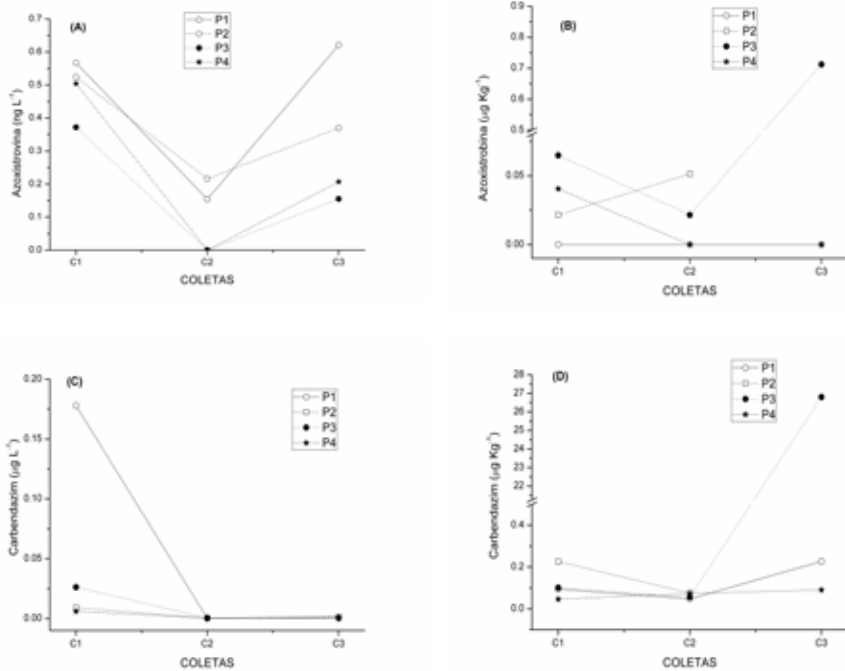 (A)
P1
P2
P3
P4
0.7
0.6
0.5
0.4
0.3
0.2
0.1
0.0
Azoxistrovina (ng L⁻¹)
C1 C2 C3
COLETAS
(B)
P1
P2
P3
P4
0.9
0.8
0.7
0.6
0.5
0.05
0.00
Azoxistrobina (µg Kg⁻¹)
C1 C2 C3
COLETAS
(C)
P1
P2
P3
P4
0.20
0.15
0.10
0.05
0.00
Carbendazim (µg L⁻¹)
C1 C2 C3
COLETAS
(D)
P1
P2
P3
P4
28
27
26
25
24
23
22
0.4
0.2
0.0
Carbendazim (µg Kg⁻¹)
C1 C2 C3
COLETAS